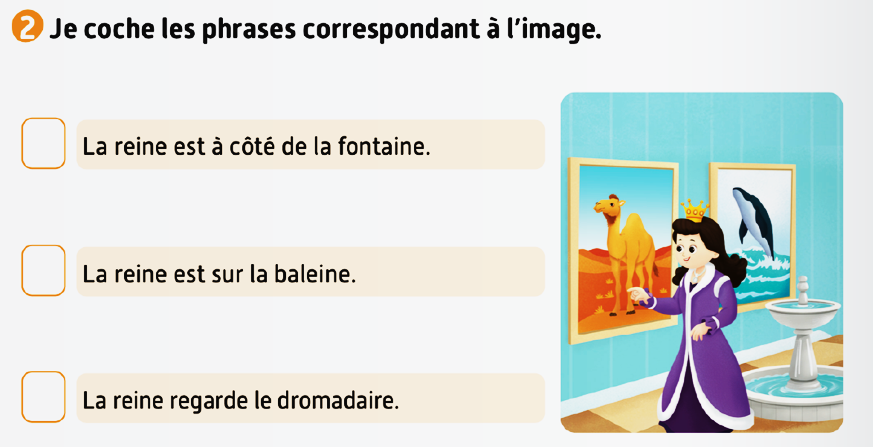 2 Je coche les phrases correspondant à l'image.
La reine est à côté de la fontaine.
La reine est sur la baleine.
La reine regarde le dromadaire.